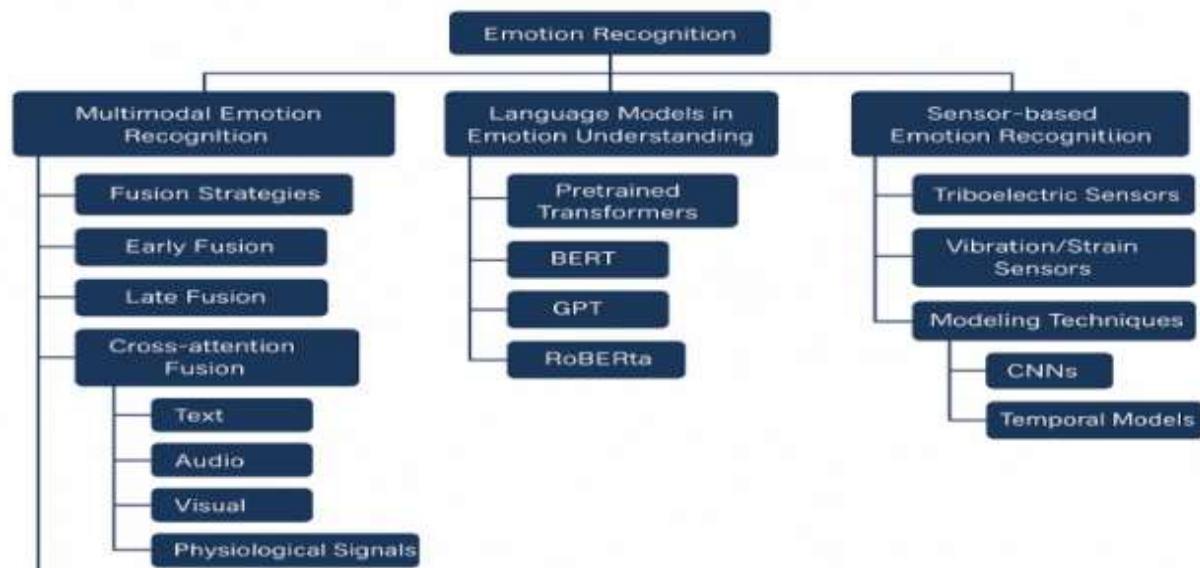 Emotion Recognition
Multimodal Emotion
Recognition
Fusion Strategies
Early Fusion
Late Fusion
Cross-attention
Fusion
Text
Audio
Visual
Physiological Signals
Language Models in
Emotion Understanding
Pretrained
Transformers
BERT
GPT
RoBERta
Sensor-based
Emotion Recognitiion
Triboelectric Sensors
Vibration/Strain
Sensors
Modeling Techniques
CNNs
Temporal Models